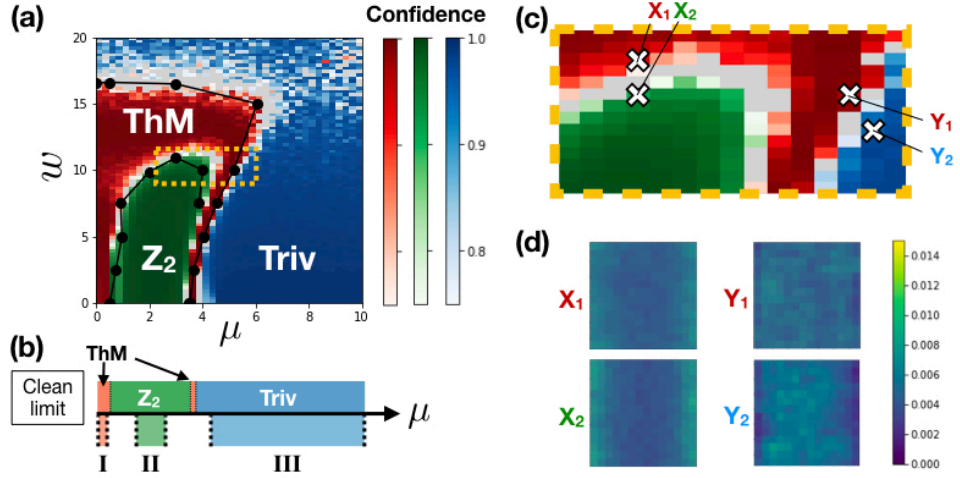 (a)
Confidence
20
15
10
5
0
w
ThM
Z2
Triv
0 2 4 6 8 10
μ
1.0
0.9
0.8
(b)
ThM
Clean
limit
Z2
Triv
μ
I II III
(c)
X1 X2
Y1
Y2
(d)
X1
Y1
X2
Y2
0.014
0.012
0.010
0.008
0.006
0.004
0.002
0.000